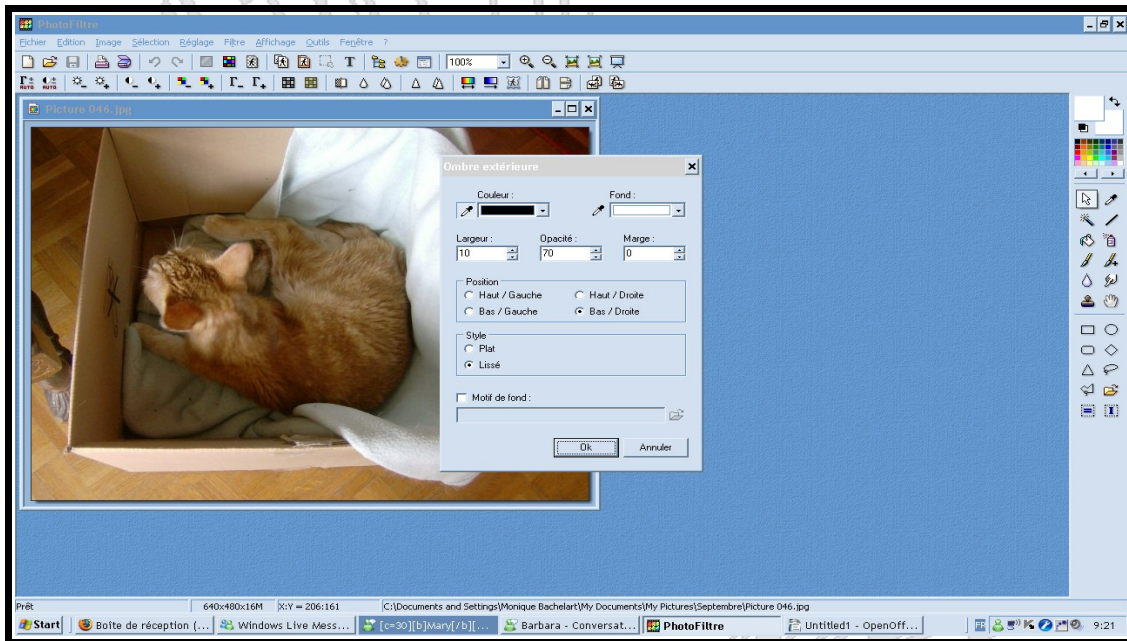 PhotoFiltre
Fichier Edition Image Sélection Réglage Filtre Affichage Outils Fenêtre ?
T 100%
AUTO AUTO Γ- Γ+
Picture 046.jpg
Ombre extérieure
Couleur : Fond :
Largeur : Opacité : Marge :
10 70 0
Position
Haut / Gauche Haut / Droite
Bas / Gauche Bas / Droite
Style
Plat
Lissé
Motif de fond :
Ok Annuler
Prêt 640x480x16M X:Y = 206:161 C:\Documents and Settings\Monique Bachelart\My Documents\My Pictures\Septembre\Picture 046.jpg
Start Boîte de réception (... Windows Live Mess... [c=30][b]Mary[/b][... Barbara - Conversat... PhotoFiltre Untitled1 - OpenOff... FR 9:21